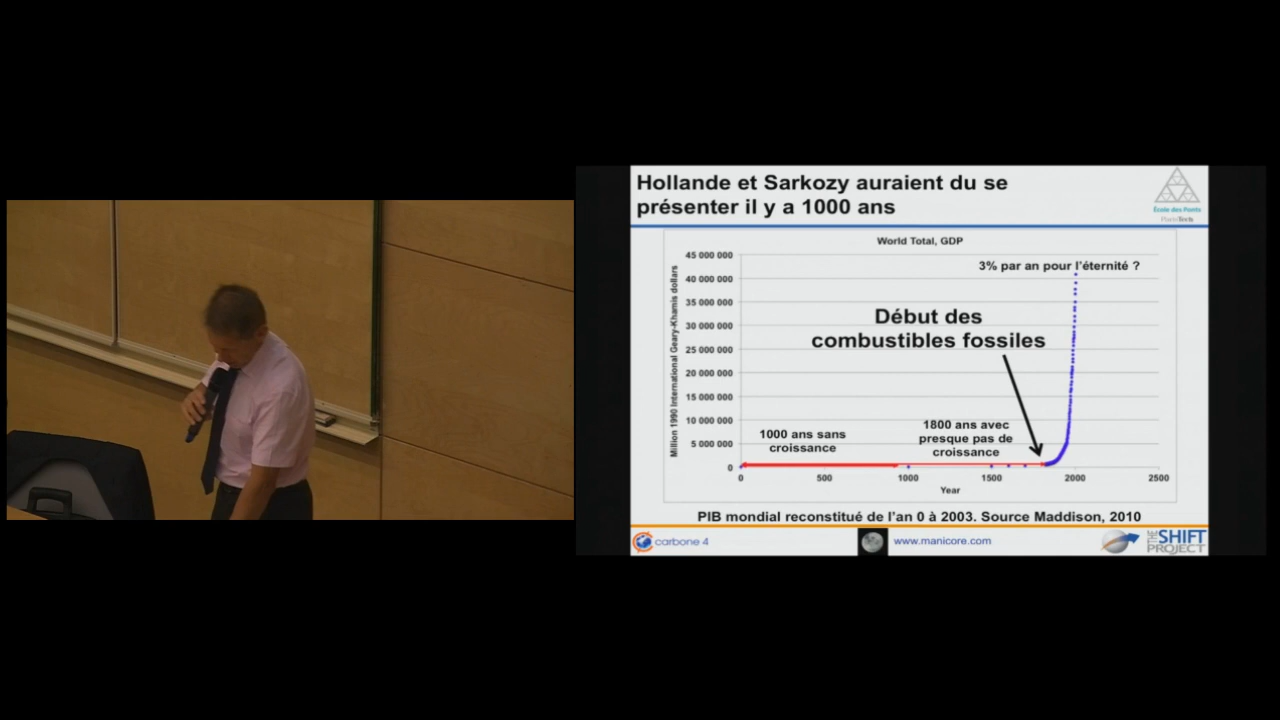 Hollande et Sarkozy auraient du se
présenter il y a 1000 ans
École des Ponts
ParisTech
World Total, GDP
45 000 000
40 000 000
35 000 000
30 000 000
25 000 000
20 000 000
15 000 000
10 000 000
5 000 000
0
Million 1990 International Geary-Khamis dollars
3% par an pour l'éternité ?
Début des
combustibles fossiles
1000 ans sans
croissance
1800 ans avec
presque pas de
croissance
0
500
1000
1500
2000
2500
Year
PIB mondial reconstitué de l'an 0 à 2003. Source Maddison, 2010
carbone 4
www.manicore.com
THE SHIFT
PROJECT